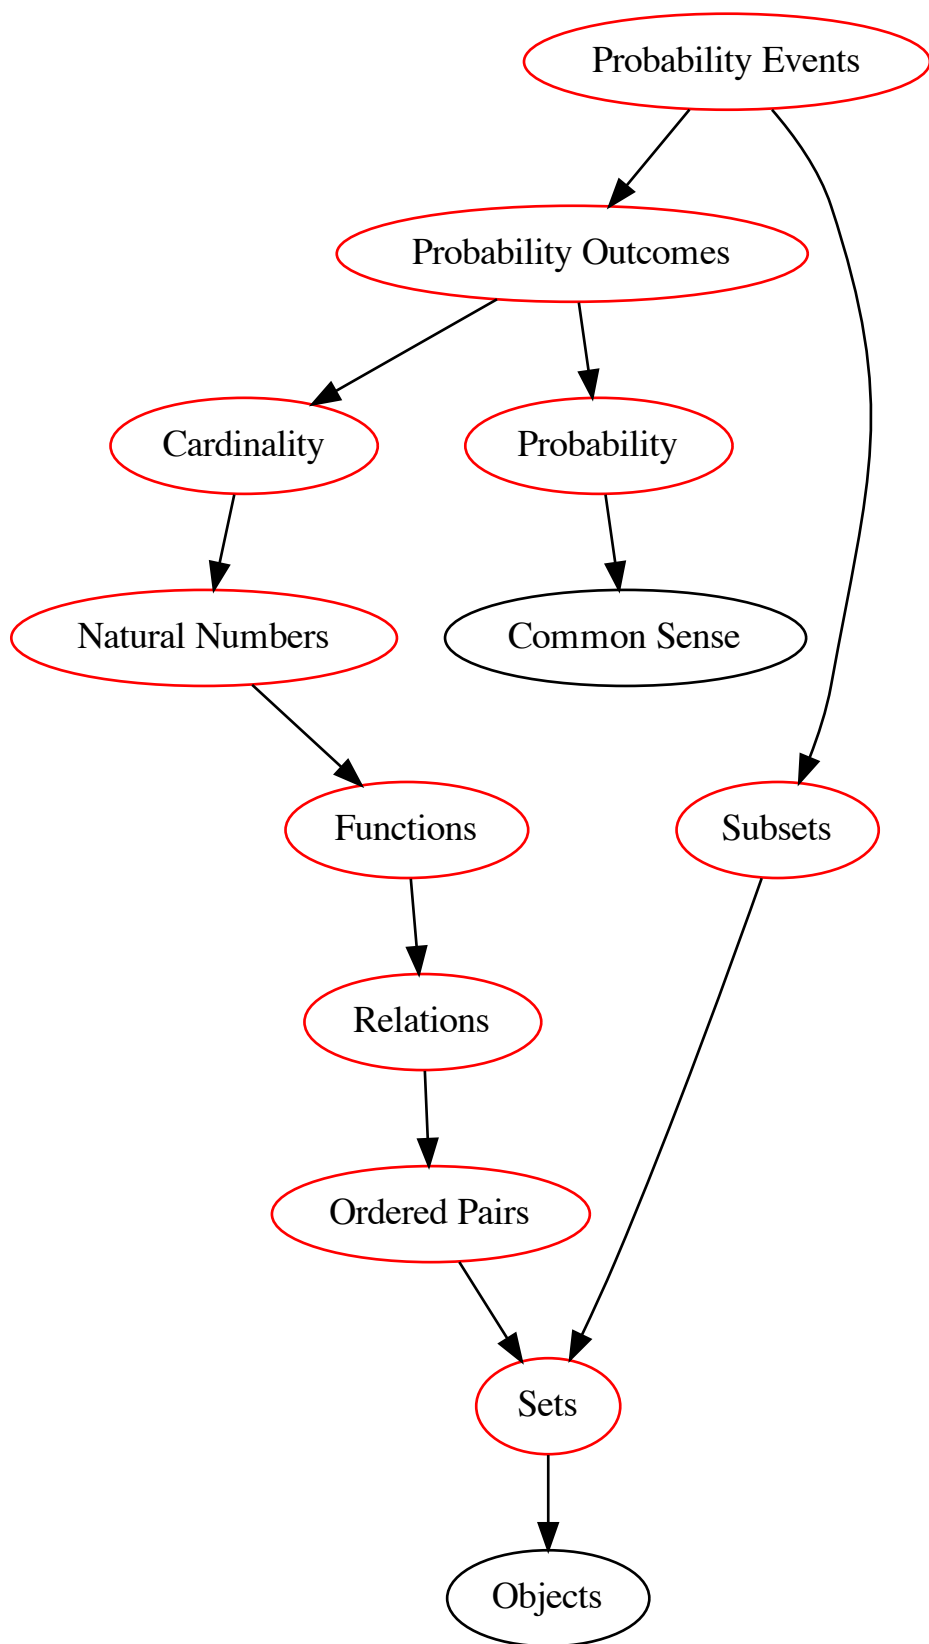 Probability Events
Probability Outcomes
Cardinality
Probability
Natural Numbers
Common Sense
Functions
Subsets
Relations
Ordered Pairs
Sets
Objects